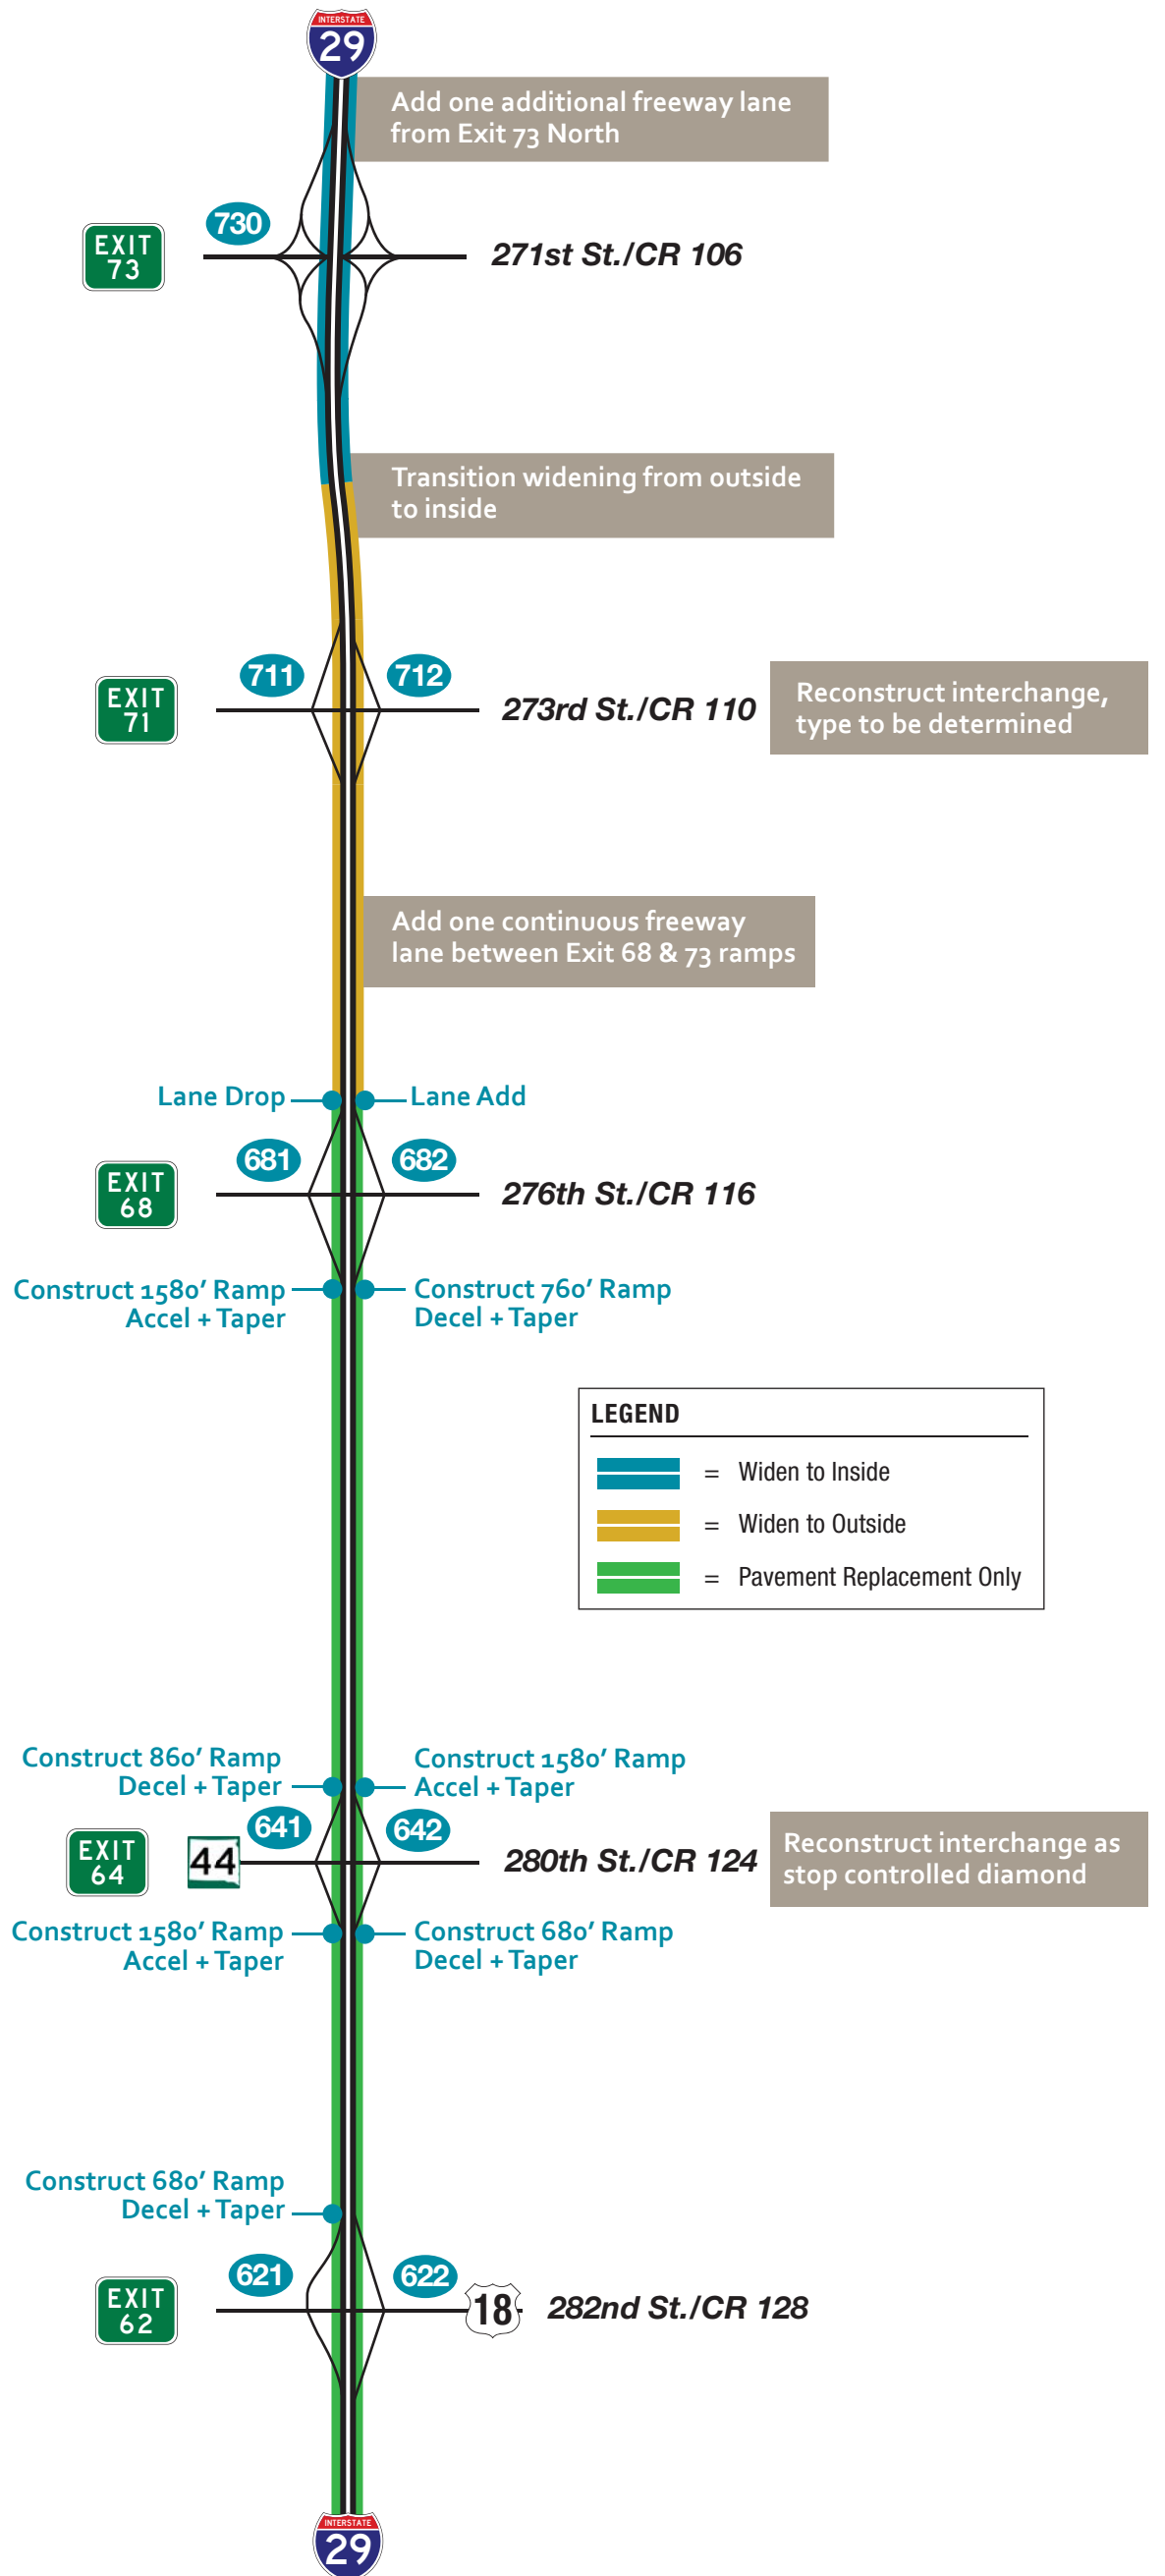 INTERSTATE
29
Add one additional freeway lane
from Exit 73 North
730
EXIT
73
271st St./CR 106
Transition widening from outside
to inside
711
712
EXIT
71
273rd St./CR 110
Reconstruct interchange,
type to be determined
Add one continuous freeway
lane between Exit 68 & 73 ramps
Lane Drop
Lane Add
681
682
EXIT
68
276th St./CR 116
Construct 1580' Ramp
Accel + Taper
Construct 760' Ramp
Decel + Taper
LEGEND
= Widen to Inside
= Widen to Outside
= Pavement Replacement Only
Construct 860' Ramp
Decel + Taper
Construct 1580' Ramp
Accel + Taper
641
642
EXIT
64
44
280th St./CR 124
Reconstruct interchange as
stop controlled diamond
Construct 1580' Ramp
Accel + Taper
Construct 680' Ramp
Decel + Taper
Construct 680' Ramp
Decel + Taper
621
622
EXIT
62
18
282nd St./CR 128
INTERSTATE
29